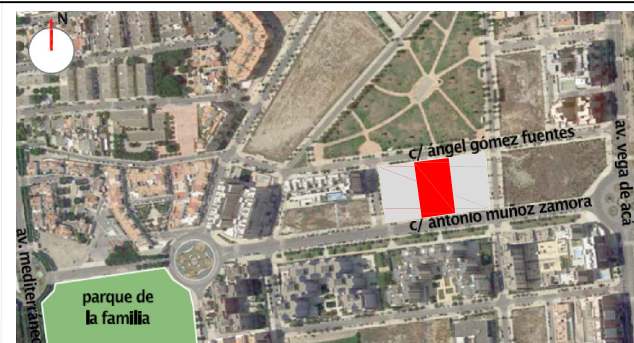 N
c/ ángel gómez fuentes
av. vega de acá
c/ antonio muñoz zamora
av. mediterráneo
parque de
la familia